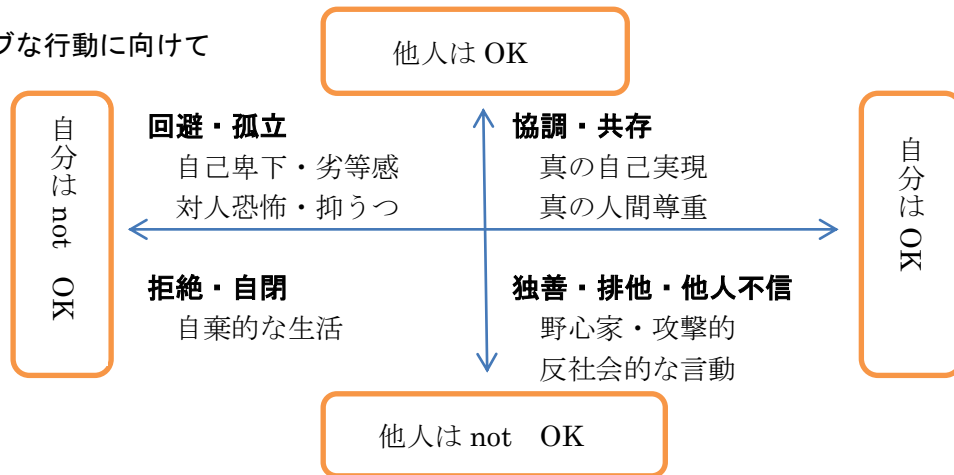 ブな行動に向けて
他人は OK
自分は not OK
回避・孤立
自己卑下・劣等感
対人恐怖・抑うつ
協調・共存
真の自己実現
真の人間尊重
自分は OK
拒絶・自閉
自棄的な生活
独善・排他・他人不信
野心家・攻撃的
反社会的な言動
他人は not OK